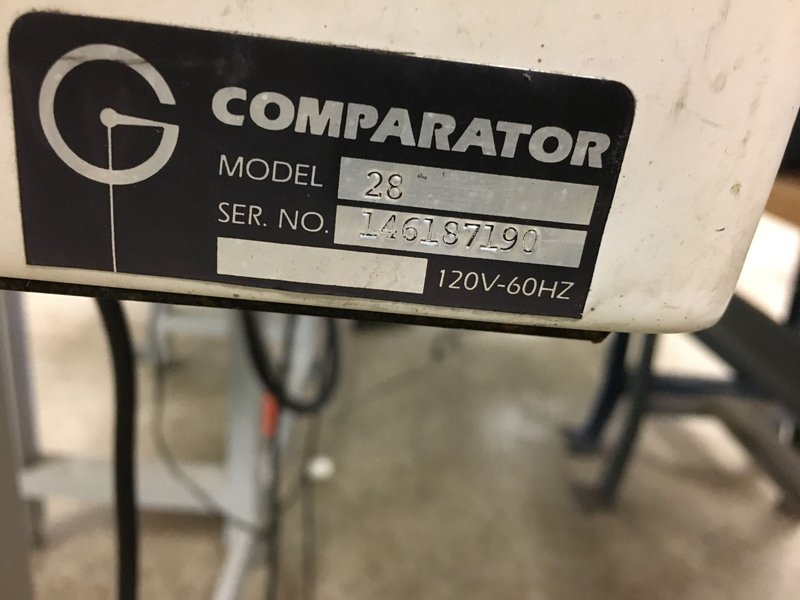 COMPARATOR
MODEL 28
SER. NO. 146187190
120V-60HZ